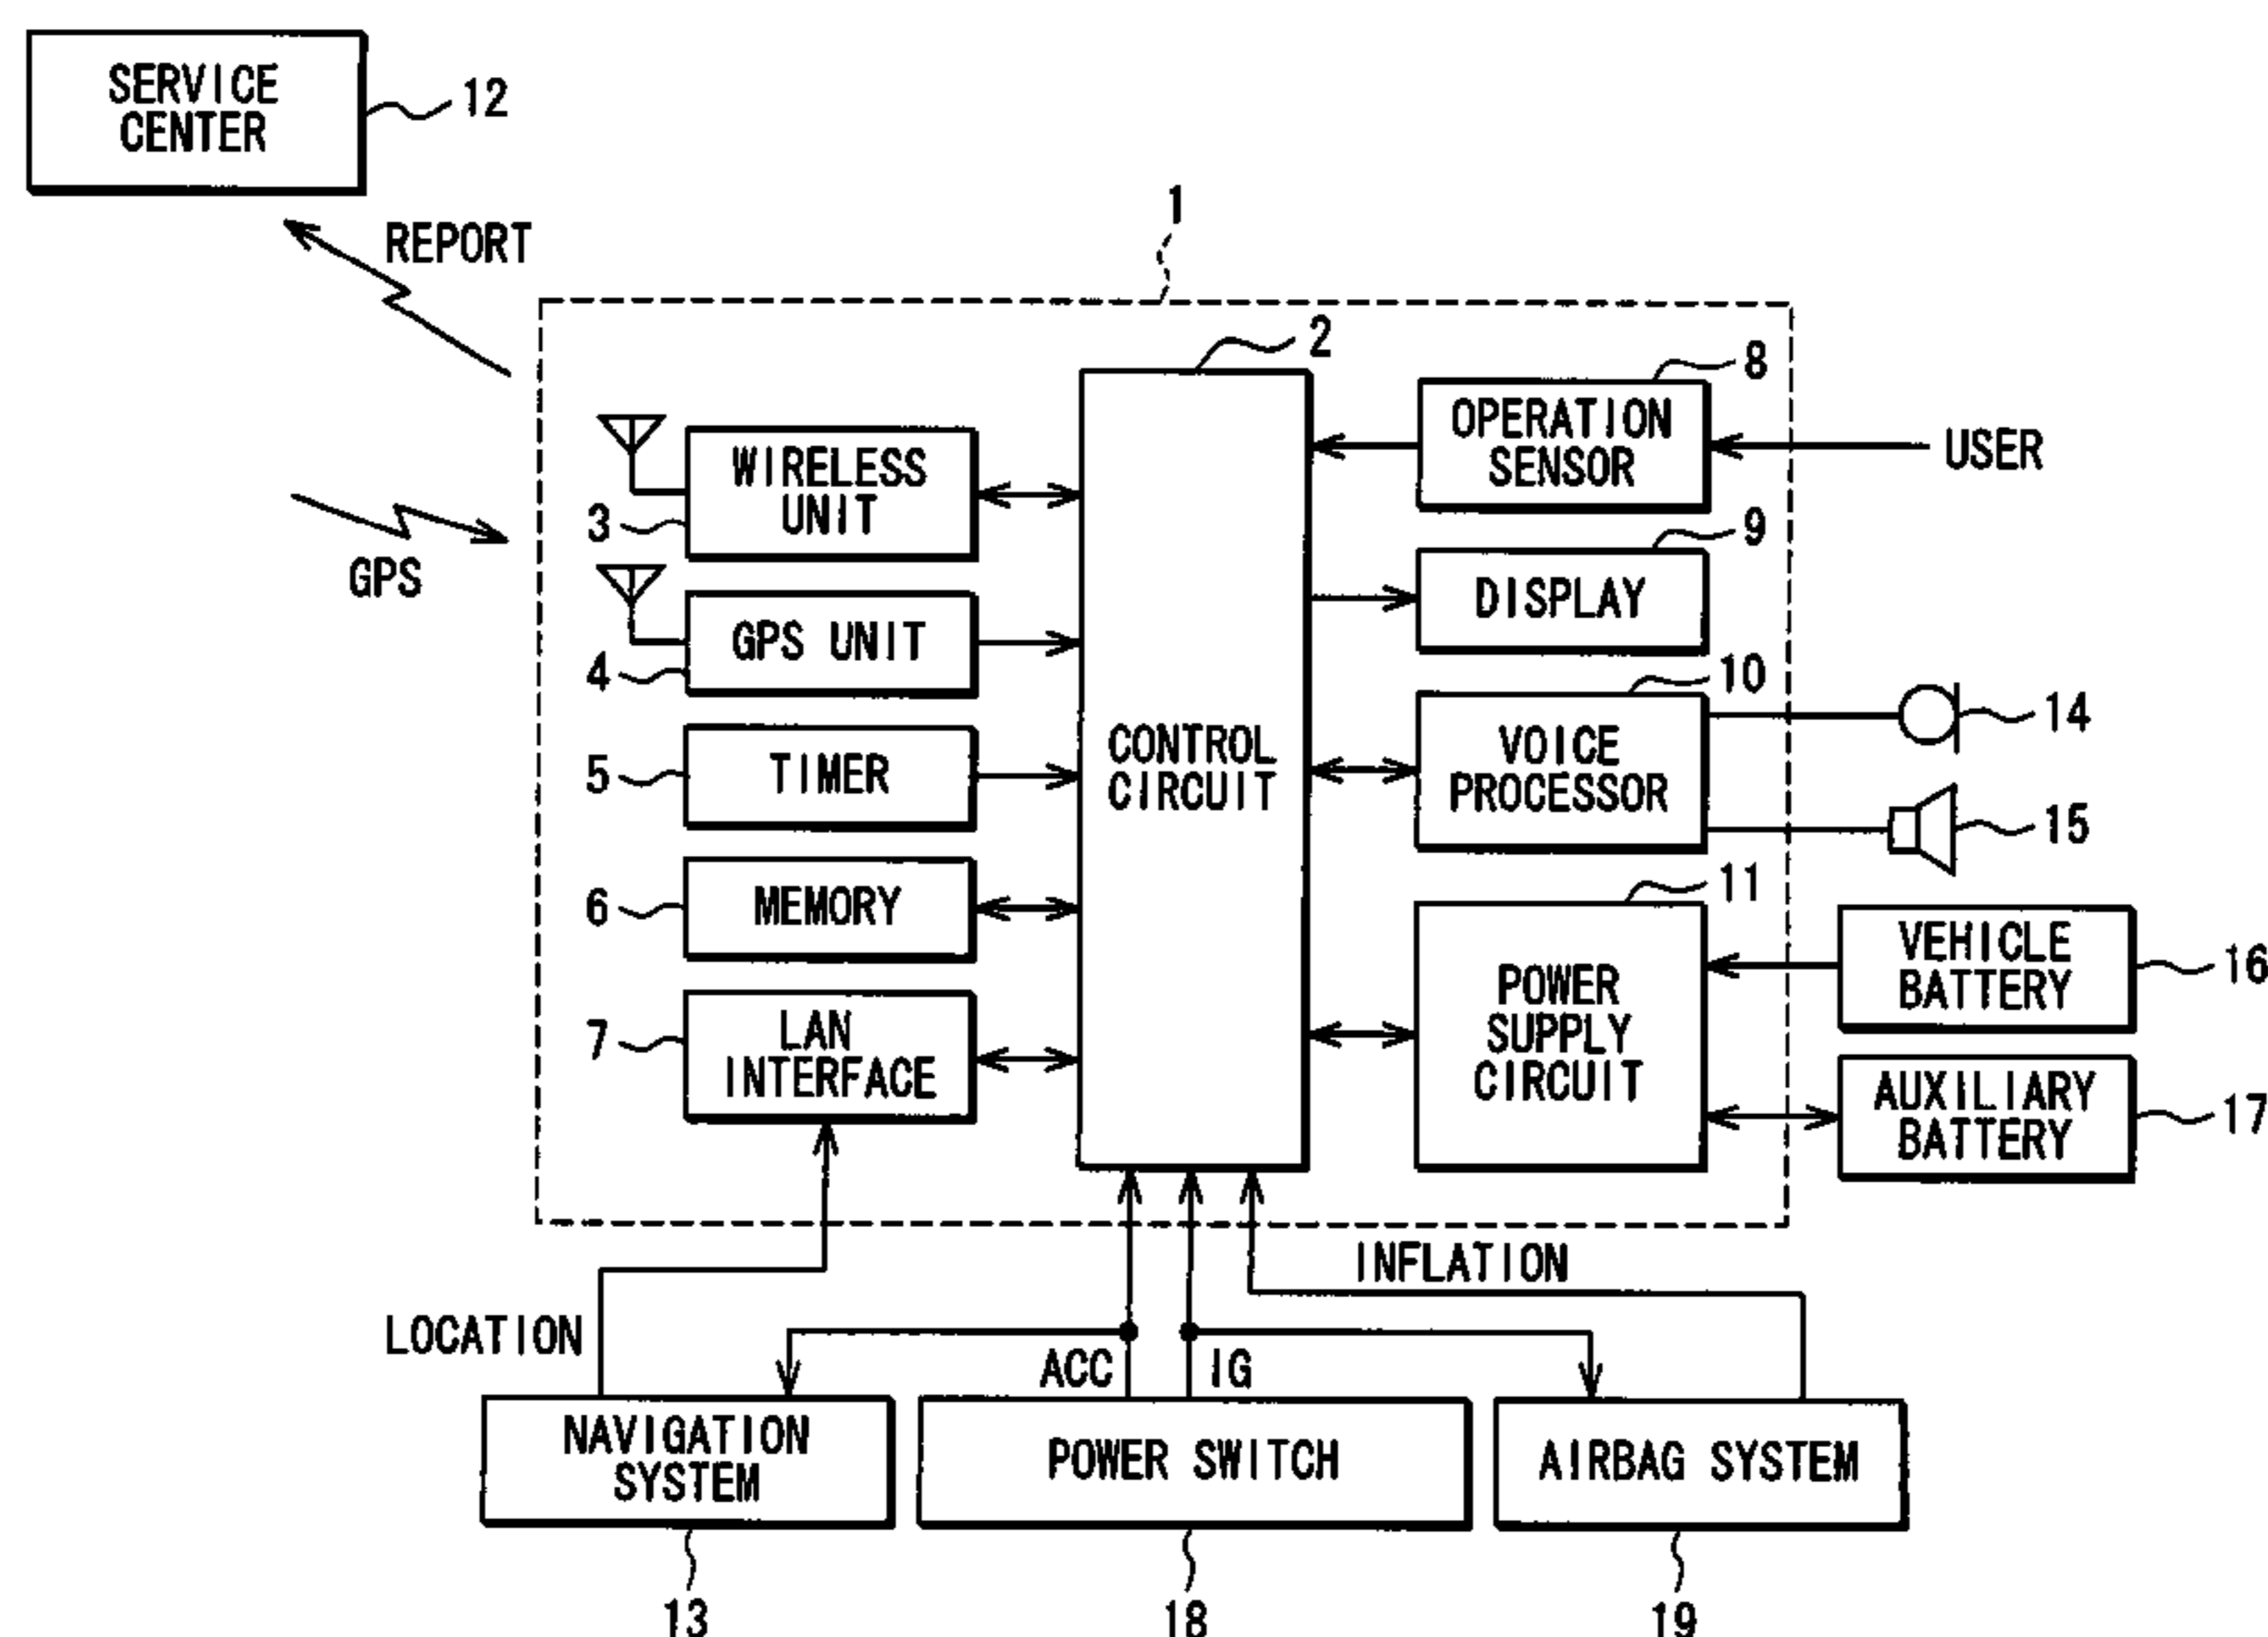 SERVICE
CENTER
12
REPORT
1
2
8
OPERATION
SENSOR
USER
WIRELESS
UNIT
3
9
DISPLAY
GPS
GPS UNIT
4
10
14
VOICE
PROCESSOR
CONTROL
CIRCUIT
TIMER
5
15
11
MEMORY
6
VEHICLE
BATTERY
16
POWER
SUPPLY
CIRCUIT
LAN
INTERFACE
7
AUXILIARY
BATTERY
17
INFLATION
LOCATION
ACC
IG
NAVIGATION
SYSTEM
POWER SWITCH
AIRBAG SYSTEM
13
18
19